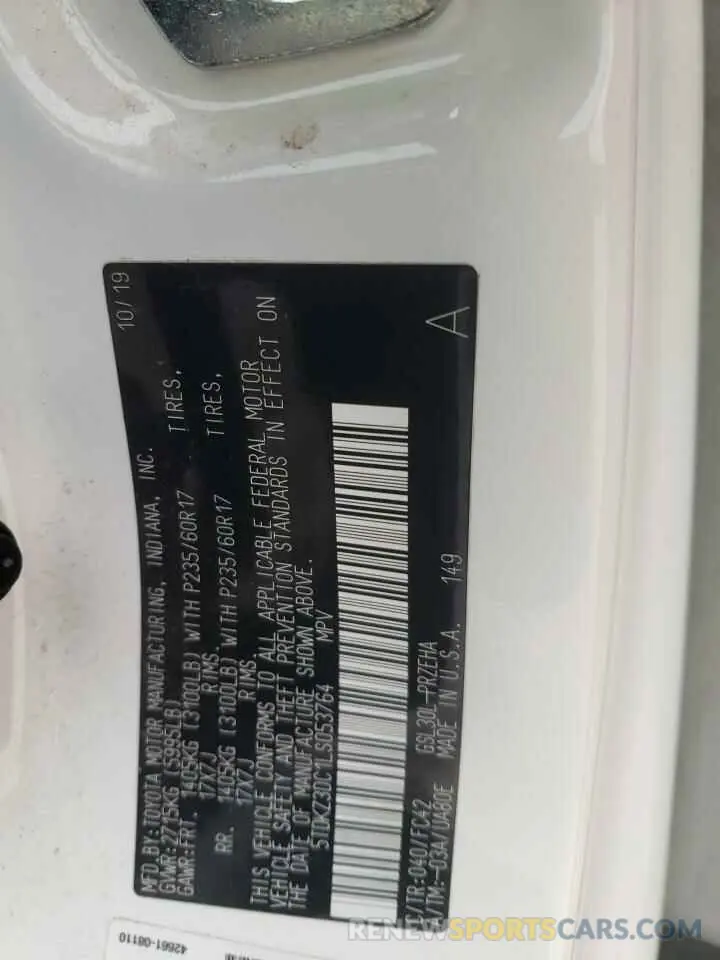 MFD.BY:TOYOTA MOTOR MANUFACTURING, INDIANA, INC. 10/19
GVWR:2715KG (5995LB)
GAWR:FRT. 1405KG (3100LB) WITH P235/60R17 TIRES,
17X7J RIMS
RR. 1405KG (3100LB) WITH P235/60R17 TIRES,
17X7J RIMS
THIS VEHICLE CONFORMS TO ALL APPLICABLE FEDERAL MOTOR
VEHICLE SAFETY AND THEFT PREVENTION STANDARDS IN EFFECT ON
THE DATE OF MANUFACTURE SHOWN ABOVE.
5TDKZ3DC1LS053764 MPV
C/TR:040/FC42 GSL30L-PRZEHA A
A/TM:-03A/UA80E MADE IN U.S.A. 149
42661-08110
RENEWSPORTSCARS.COM